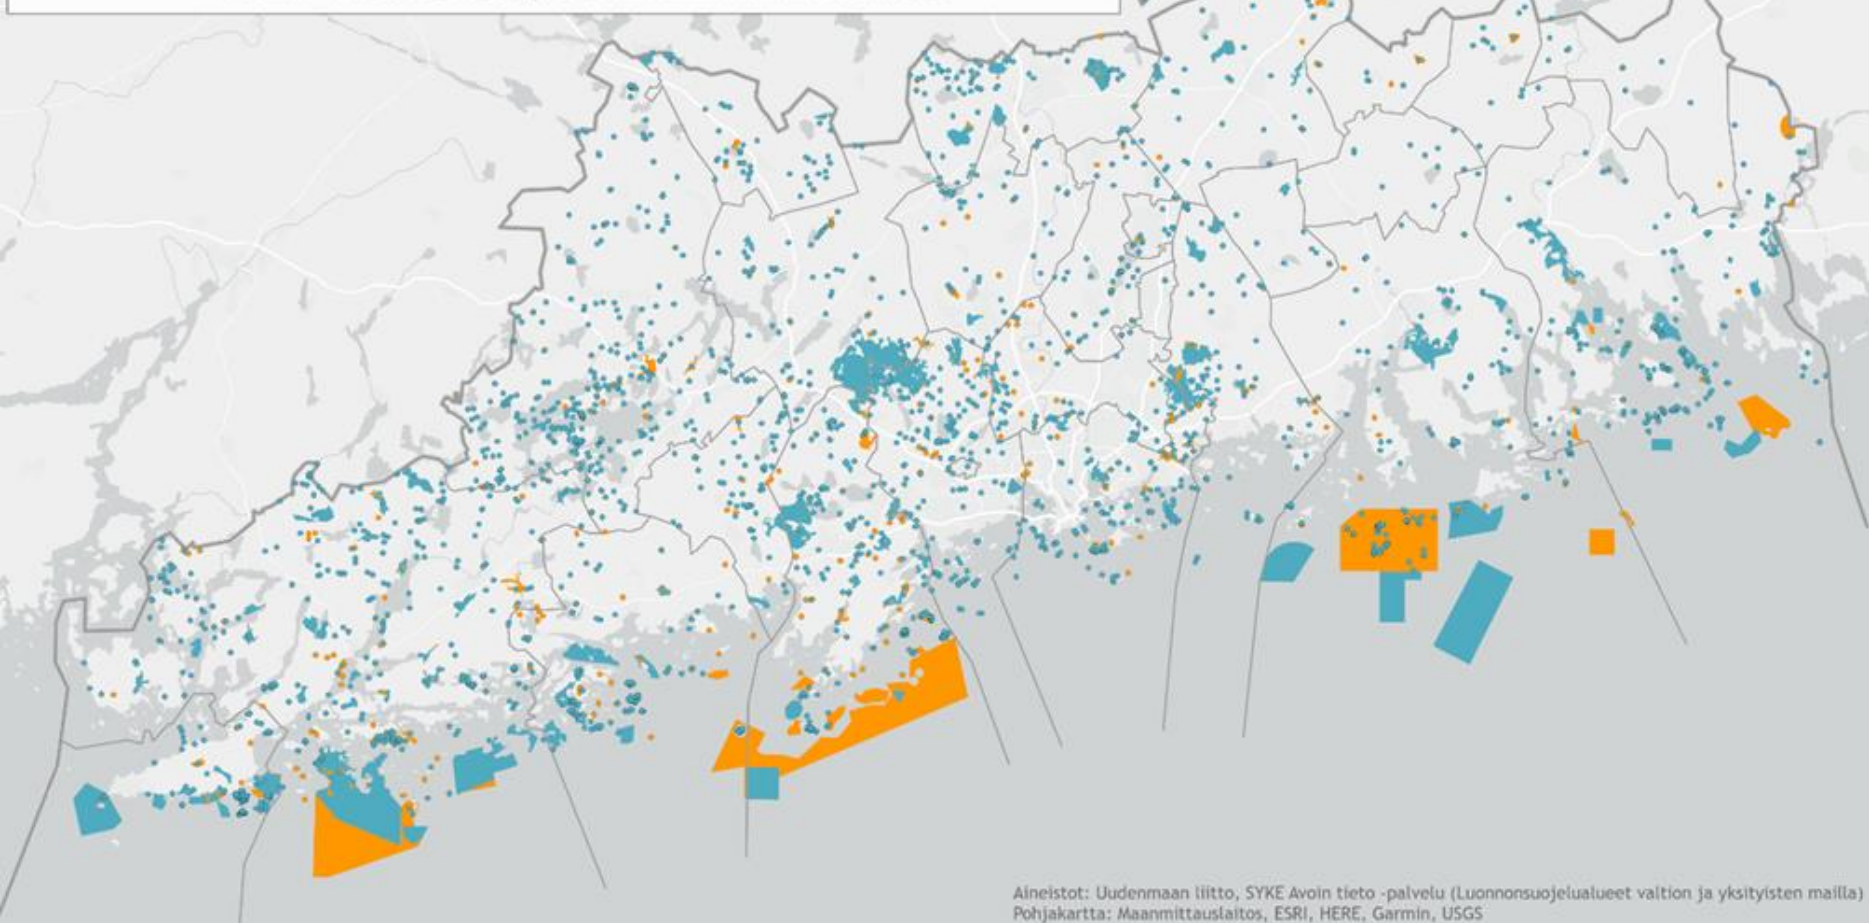 Aineistot: Uudenmaan liitto, SYKE Avoin tieto -palvelu (Luonnonsuojelualueet valtion ja yksityisten mailla)
Pohjakartta: Maanmittauslaitos, ESRI, HERE, Garmin, USGS